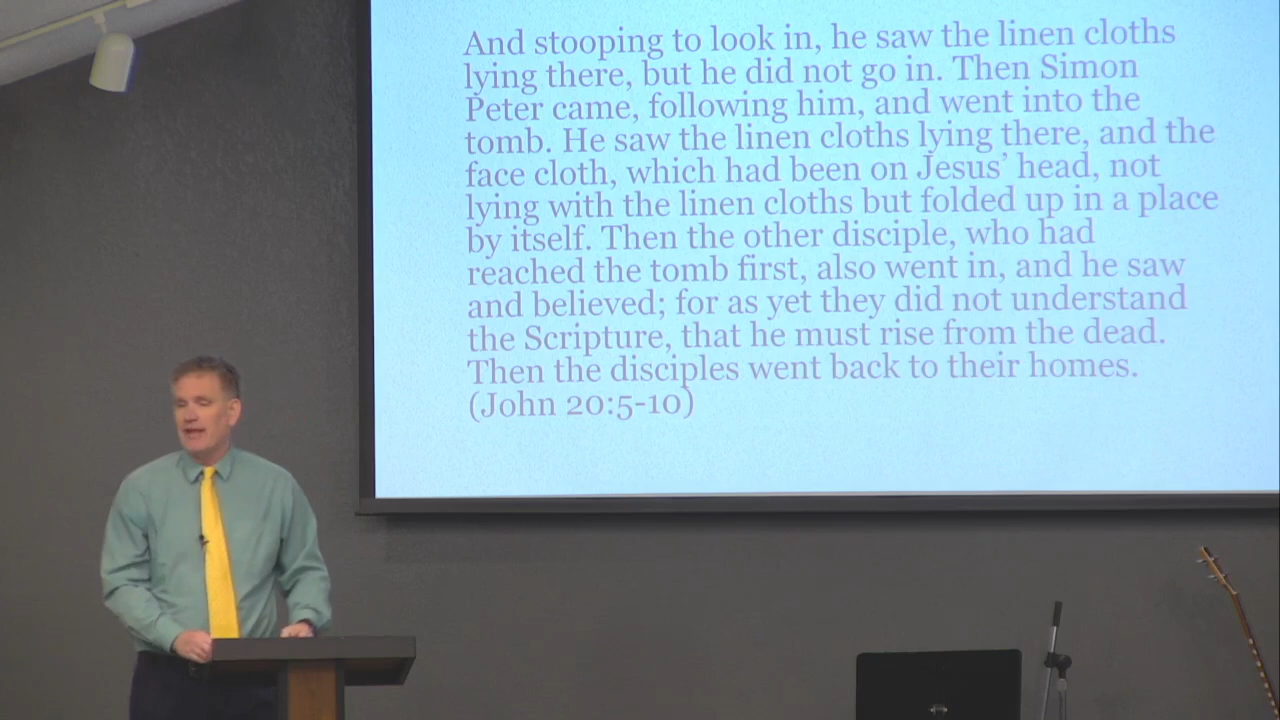 And stooping to look in, he saw the linen cloths
lying there, but he did not go in. Then Simon
Peter came, following him, and went into the
tomb. He saw the linen cloths lying there, and the
face cloth, which had been on Jesus’ head, not
lying with the linen cloths but folded up in a place
by itself. Then the other disciple, who had
reached the tomb first, also went in, and he saw
and believed; for as yet they did not understand
the Scripture, that he must rise from the dead.
Then the disciples went back to their homes.
(John 20:5-10)